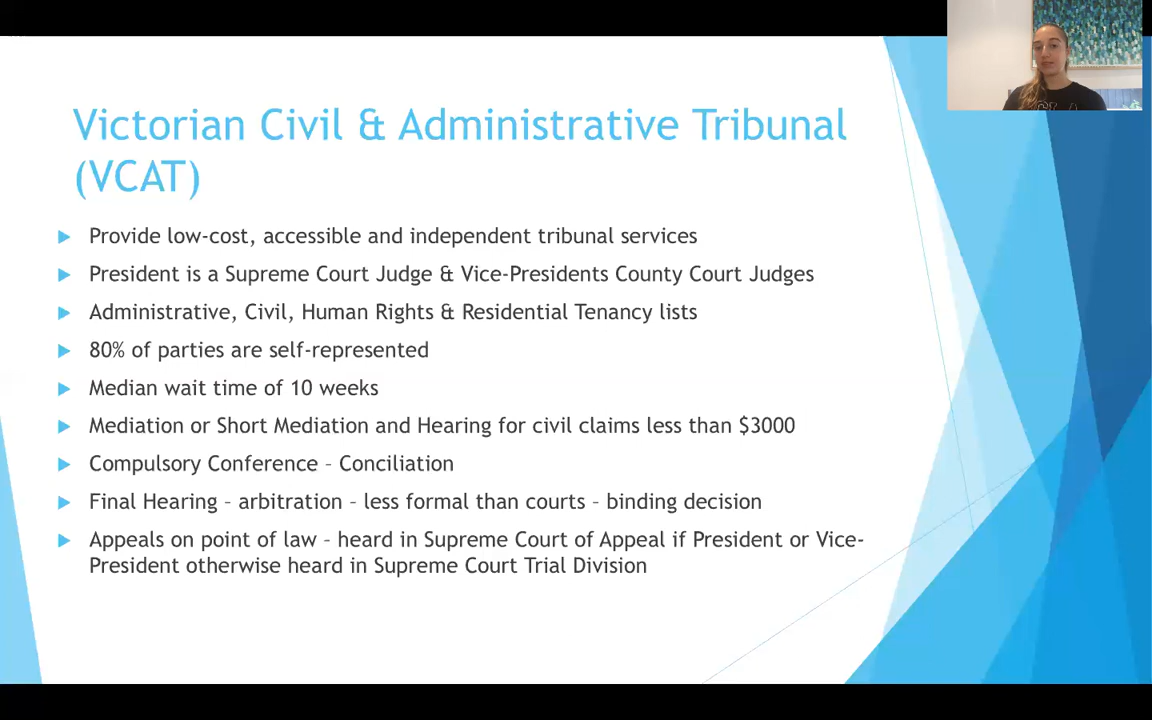 Victorian Civil & Administrative Tribunal
(VCAT)
Provide low-cost, accessible and independent tribunal services
President is a Supreme Court Judge & Vice-Presidents County Court Judges
Administrative, Civil, Human Rights & Residential Tenancy lists
80% of parties are self-represented
Median wait time of 10 weeks
Mediation or Short Mediation and Hearing for civil claims less than $3000
Compulsory Conference – Conciliation
Final Hearing – arbitration – less formal than courts – binding decision
Appeals on point of law – heard in Supreme Court of Appeal if President or Vice-
President otherwise heard in Supreme Court Trial Division